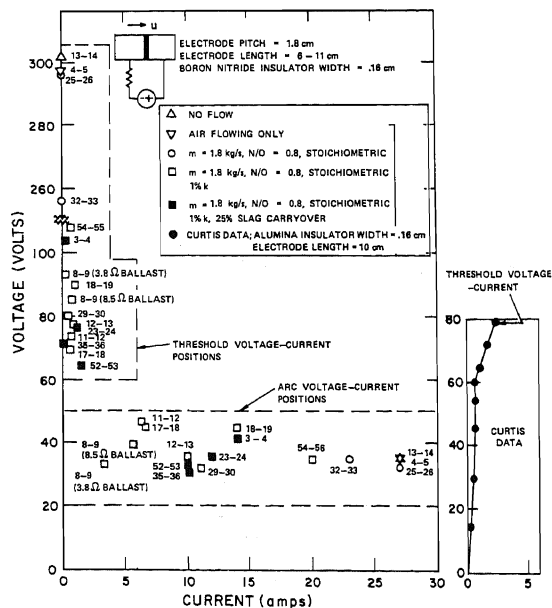 u
ELECTRODE PITCH = 1.8 cm
ELECTRODE LENGTH = 6 - 11 cm
BORON NITRIDE INSULATOR WIDTH = .16 cm
NO FLOW
AIR FLOWING ONLY
m = 1.8 kg/s, N/O = 0.8, STOICHIOMETRIC
m = 1.8 kg/s, N/O = 0.8, STOICHIOMETRIC
1% k
m = 1.8 kg/s, N/O = 0.8, STOICHIOMETRIC
1% k, 25% SLAG CARRYOVER
CURTIS DATA; ALUMINA INSULATOR WIDTH = .16 cm
ELECTRODE LENGTH = 10 cm
VOLTAGE (VOLTS)
300
280
260
100
80
60
40
20
0
13-14
4-5
25-26
32-33
54-55
3-4
8-9 (3.8 Ω BALLAST)
18-19
8-9 (8.5 Ω BALLAST)
29-30
12-13
23-24
11-12
35-36
17-18
52-53
THRESHOLD VOLTAGE-CURRENT
POSITIONS
ARC VOLTAGE-CURRENT
POSITIONS
11-12
17-18
18-19
3-4
8-9
(8.5 Ω BALLAST)
12-13
54-56
13-14
4-5
25-26
23-24
52-53
35-36
29-30
32-33
8-9
(3.8 Ω BALLAST)
0
5
10
15
20
25
30
CURRENT (amps)
THRESHOLD VOLTAGE
-CURRENT
80
60
40
20
0
CURTIS
DATA
0
5